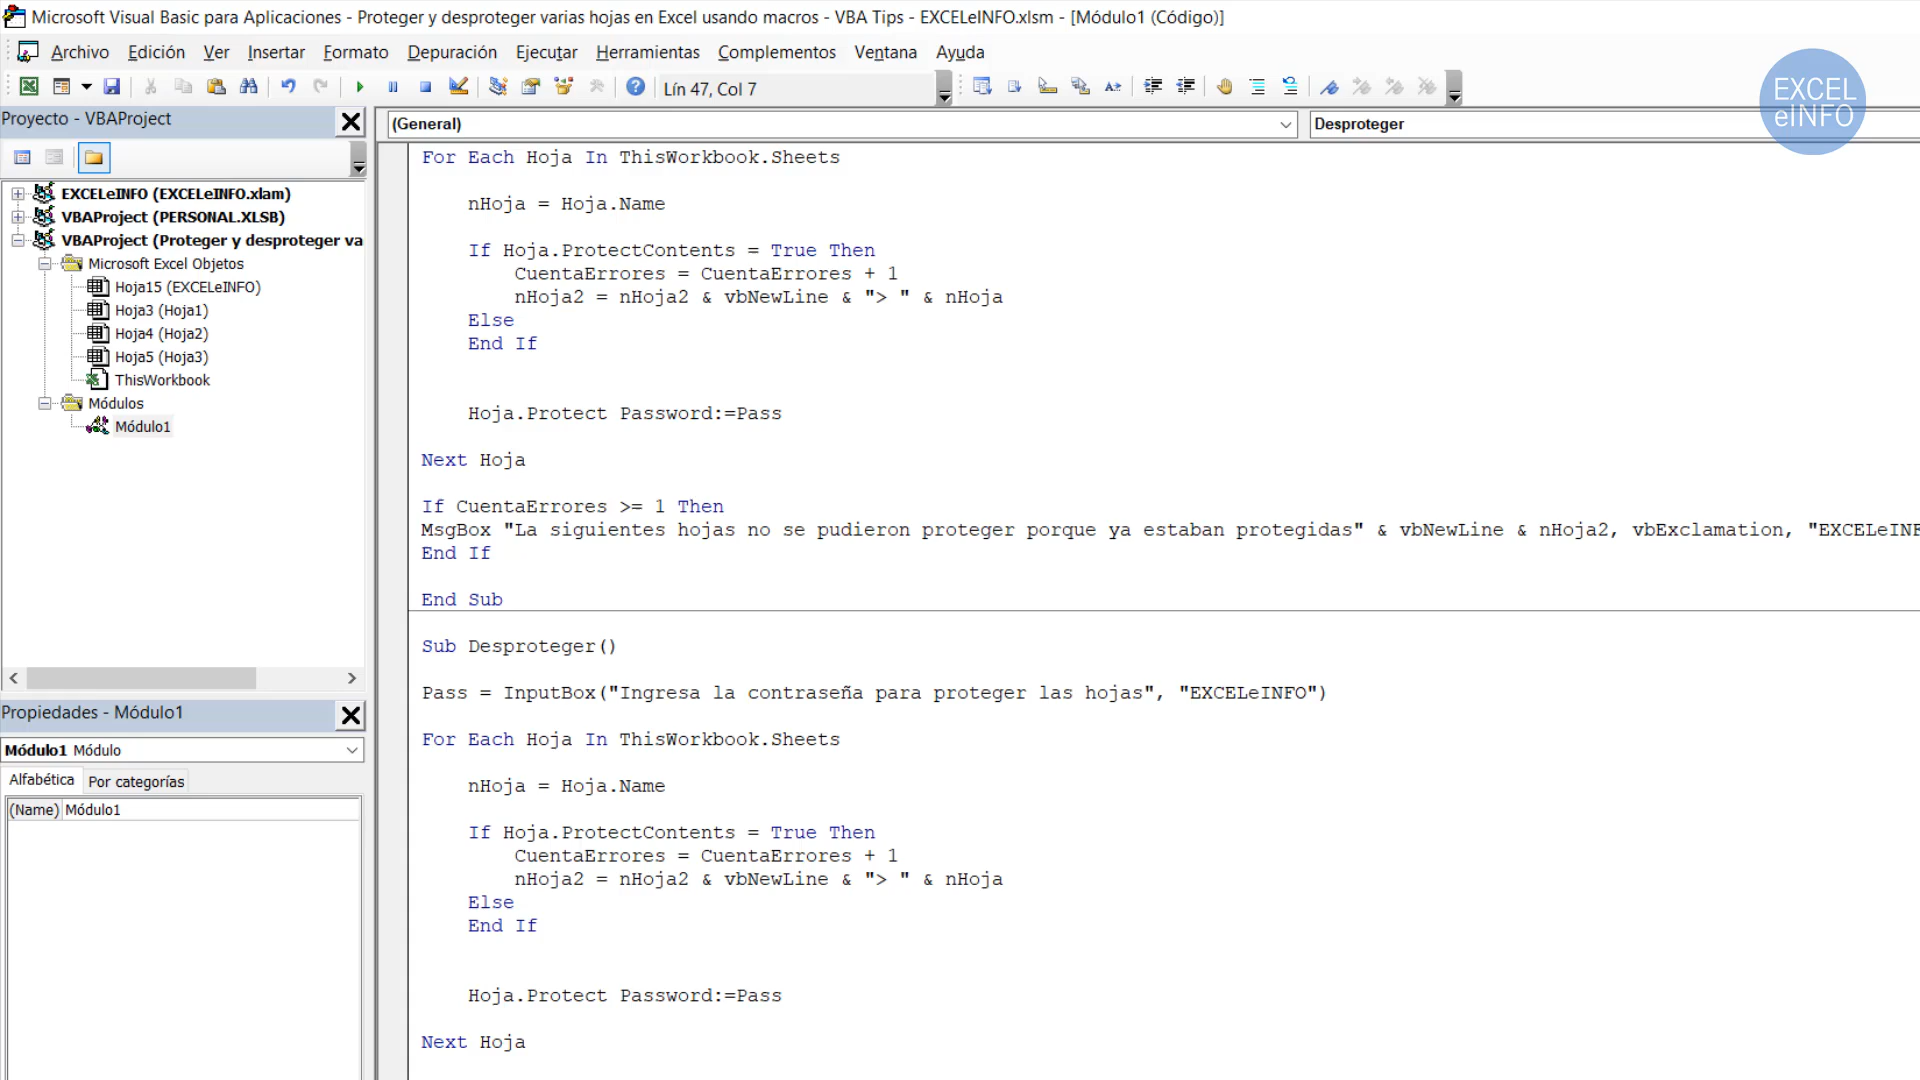 Microsoft Visual Basic para Aplicaciones - Proteger y desproteger varias hojas en Excel usando macros - VBA Tips - EXCELeINFO.xlsm - [Módulo1 (Código)]
Archivo Edición Ver Insertar Formato Depuración Ejecutar Herramientas Complementos Ventana Ayuda
Lín 47, Col 7
EXCEL
eINFO
Proyecto - VBAProject
EXCELeINFO (EXCELeINFO.xlam)
VBAProject (PERSONAL.XLSB)
VBAProject (Proteger y desproteger va
Microsoft Excel Objetos
Hoja15 (EXCELeINFO)
Hoja3 (Hoja1)
Hoja4 (Hoja2)
Hoja5 (Hoja3)
ThisWorkbook
Módulos
Módulo1
Propiedades - Módulo1
Módulo1 Módulo
Alfabética Por categorías
(Name) Módulo1
(General) Desproteger
For Each Hoja In ThisWorkbook.Sheets
nHoja = Hoja.Name
If Hoja.ProtectContents = True Then
CuentaErrores = CuentaErrores + 1
nHoja2 = nHoja2 & vbNewLine & "> " & nHoja
Else
End If
Hoja.Protect Password:=Pass
Next Hoja
If CuentaErrores >= 1 Then
MsgBox "La siguientes hojas no se pudieron proteger porque ya estaban protegidas" & vbNewLine & nHoja2, vbExclamation, "EXCELeINF
End If
End Sub
Sub Desproteger()
Pass = InputBox("Ingresa la contraseña para proteger las hojas", "EXCELeINFO")
For Each Hoja In ThisWorkbook.Sheets
nHoja = Hoja.Name
If Hoja.ProtectContents = True Then
CuentaErrores = CuentaErrores + 1
nHoja2 = nHoja2 & vbNewLine & "> " & nHoja
Else
End If
Hoja.Protect Password:=Pass
Next Hoja